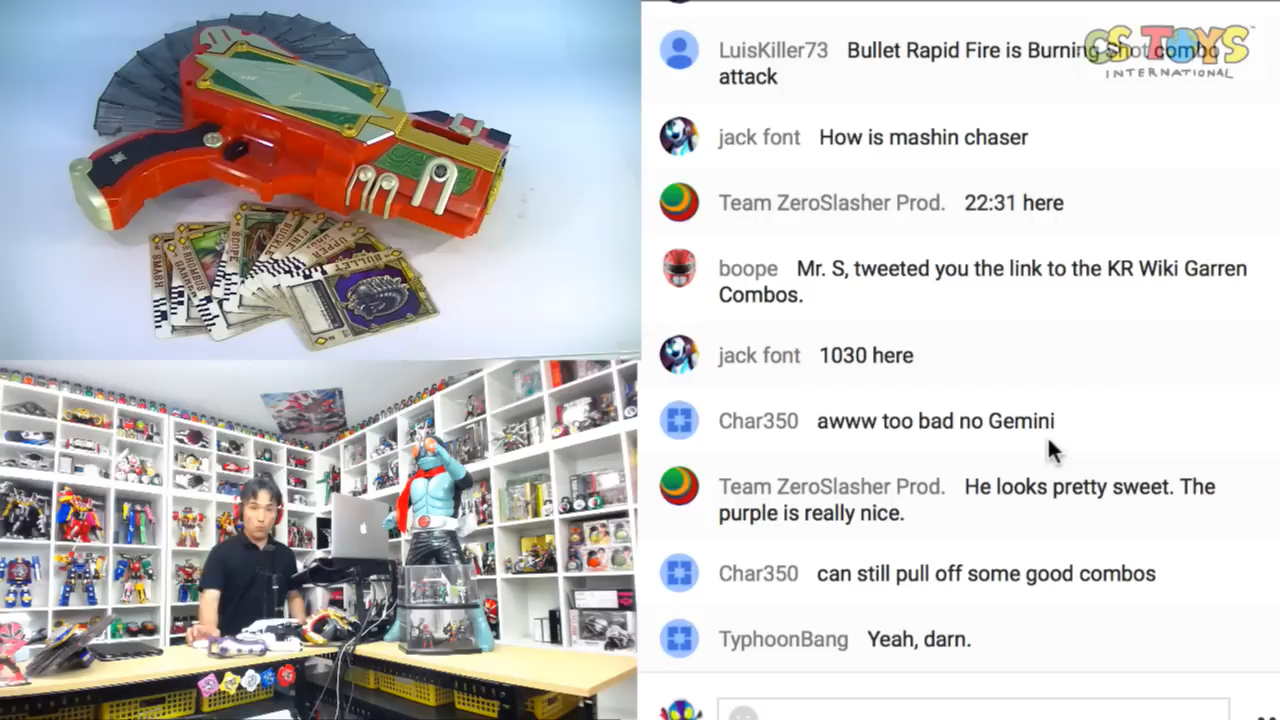 SMASH
RHOMBUS
SCOPE
BUCKLE
FIRE
UPPER
BULLET
LuisKiller73 Bullet Rapid Fire is Burning Shot combo
attack
CS TOYS
INTERNATIONAL
jack font How is mashin chaser
Team ZeroSlasher Prod. 22:31 here
boope Mr. S, tweeted you the link to the KR Wiki Garren
Combos.
jack font 1030 here
Char350 awww too bad no Gemini
Team ZeroSlasher Prod. He looks pretty sweet. The
purple is really nice.
Char350 can still pull off some good combos
TyphoonBang Yeah, darn.